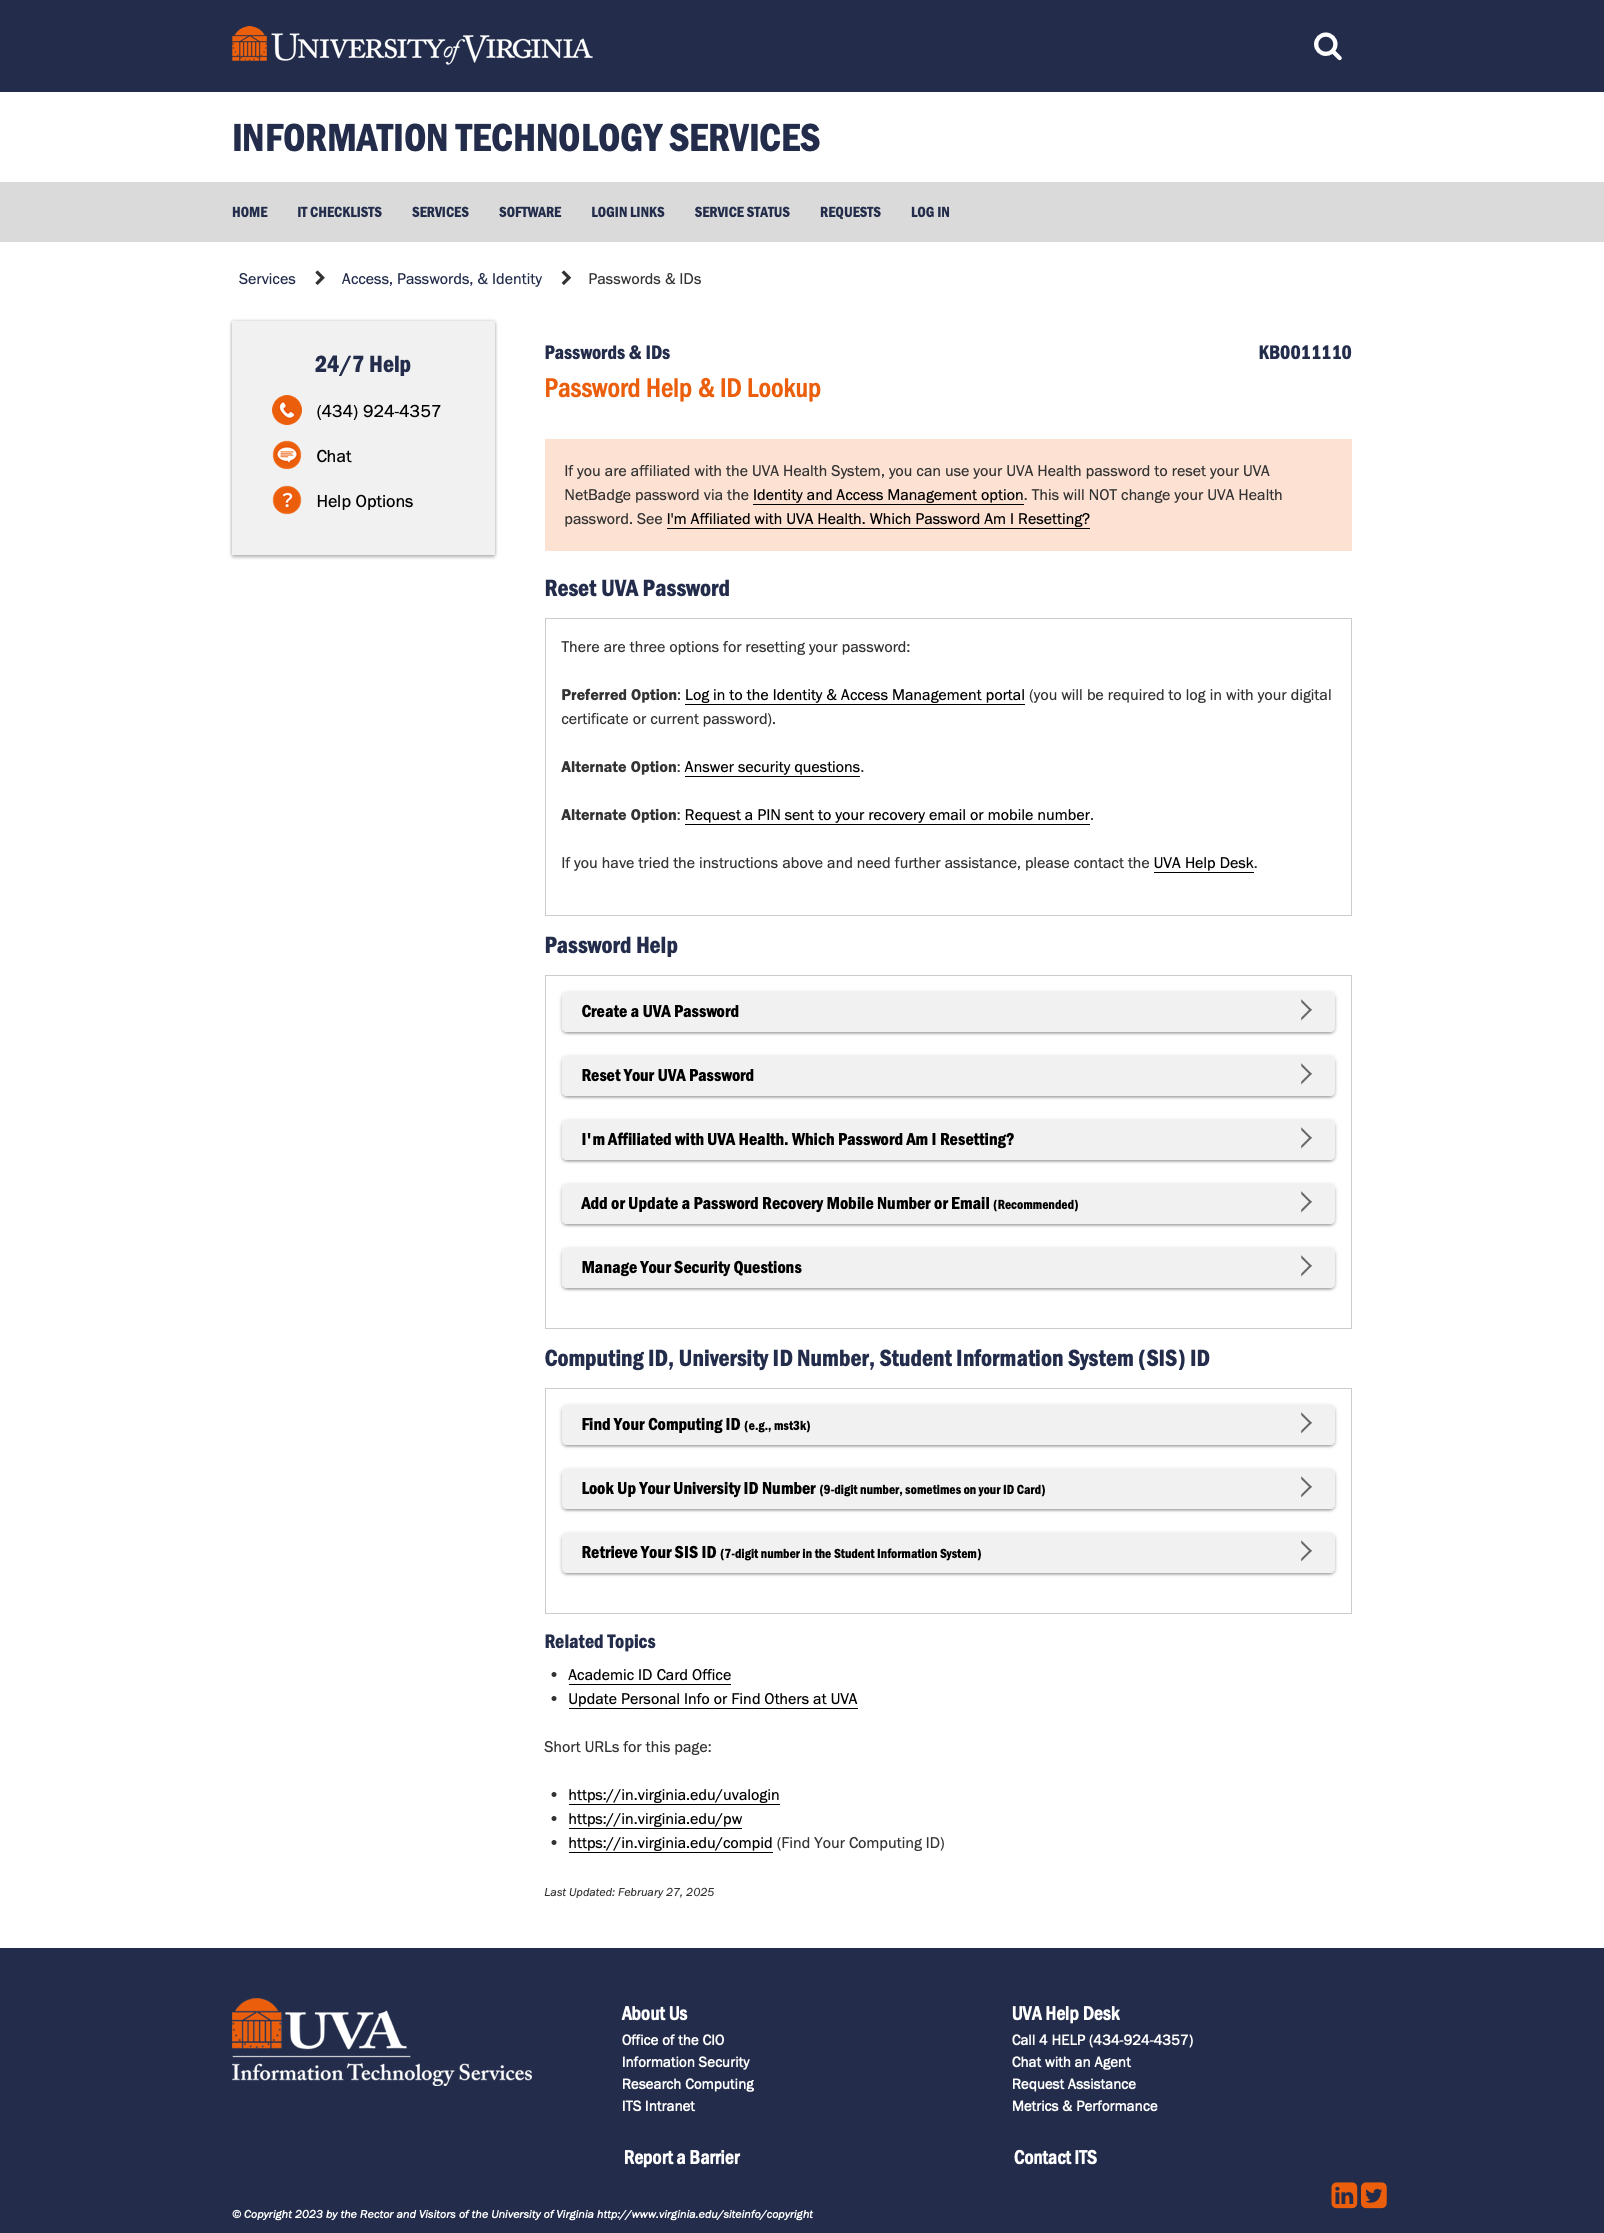 UNIVERSITY of VIRGINIA
INFORMATION TECHNOLOGY SERVICES
HOME IT CHECKLISTS SERVICES SOFTWARE LOGIN LINKS SERVICE STATUS REQUESTS LOG IN
Services Access, Passwords, & Identity Passwords & IDs
24/7 Help
(434) 924-4357
Chat
Help Options
Passwords & IDs KB0011110
Password Help & ID Lookup
If you are affiliated with the UVA Health System, you can use your UVA Health password to reset your UVA
NetBadge password via the Identity and Access Management option. This will NOT change your UVA Health
password. See I'm Affiliated with UVA Health. Which Password Am I Resetting?
Reset UVA Password
There are three options for resetting your password:
Preferred Option: Log in to the Identity & Access Management portal (you will be required to log in with your digital
certificate or current password).
Alternate Option: Answer security questions.
Alternate Option: Request a PIN sent to your recovery email or mobile number.
If you have tried the instructions above and need further assistance, please contact the UVA Help Desk.
Password Help
Create a UVA Password
Reset Your UVA Password
I'm Affiliated with UVA Health. Which Password Am I Resetting?
Add or Update a Password Recovery Mobile Number or Email (Recommended)
Manage Your Security Questions
Computing ID, University ID Number, Student Information System (SIS) ID
Find Your Computing ID (e.g., mst3k)
Look Up Your University ID Number (9-digit number, sometimes on your ID Card)
Retrieve Your SIS ID (7-digit number in the Student Information System)
Related Topics
• Academic ID Card Office
• Update Personal Info or Find Others at UVA
Short URLs for this page:
• https://in.virginia.edu/uvalogin
• https://in.virginia.edu/pw
• https://in.virginia.edu/compid (Find Your Computing ID)
Last Updated: February 27, 2025
UVA
Information Technology Services
About Us
Office of the CIO
Information Security
Research Computing
ITS Intranet
Report a Barrier
UVA Help Desk
Call 4 HELP (434-924-4357)
Chat with an Agent
Request Assistance
Metrics & Performance
Contact ITS
in
© Copyright 2023 by the Rector and Visitors of the University of Virginia http://www.virginia.edu/siteinfo/copyright